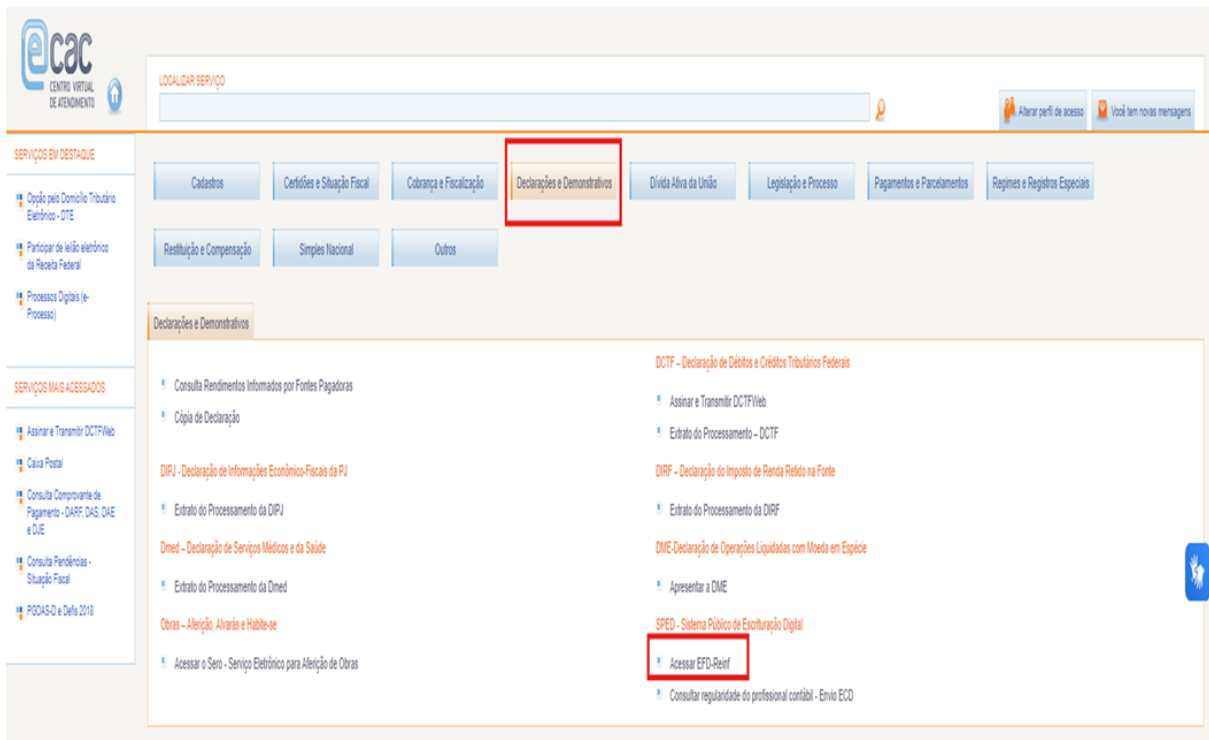 ecac
CENTRO VIRTUAL
DE ATENDIMENTO
LOCALIZAR SERVIÇO
Alterar perfil de acesso
Você tem novas mensagens
SERVIÇOS EM DESTAQUE
Opção pelo Domicílio Tributário
Eletrônico - DTE
Participar de leilão eletrônico
da Receita Federal
Processos Digitais (e-
Processo)
SERVIÇOS MAIS ACESSADOS
Assinar e Transmitir DCTFWeb
Caixa Postal
Consulta Comprovante de
Pagamento - DARF, DAS, DAE
e DJE
Consulta Pendências -
Situação Fiscal
PGDAS-D e Defis 2018
Cadastros
Certidões e Situação Fiscal
Cobrança e Fiscalização
Declarações e Demonstrativos
Dívida Ativa da União
Legislação e Processo
Pagamentos e Parcelamentos
Regimes e Registros Especiais
Restituição e Compensação
Simples Nacional
Outros
Declarações e Demonstrativos
Consulta Rendimentos Informados por Fontes Pagadoras
Cópia de Declaração
DCTF – Declaração de Débitos e Créditos Tributários Federais
Assinar e Transmitir DCTFWeb
Extrato do Processamento – DCTF
DIPJ - Declaração de Informações Econômico-Fiscais da PJ
Extrato do Processamento da DIPJ
DIRF – Declaração do Imposto de Renda Retido na Fonte
Extrato do Processamento da DIRF
Dmed – Declaração de Serviços Médicos e da Saúde
Extrato do Processamento da Dmed
DME-Declaração de Operações Liquidadas com Moeda em Espécie
Apresentar a DME
Obras – Aferição, Alvarás e Habite-se
Acessar o Sero - Serviço Eletrônico para Aferição de Obras
SPED - Sistema Público de Escrituração Digital
Acessar EFD-Reinf
Consultar regularidade do profissional contábil - Envio ECD